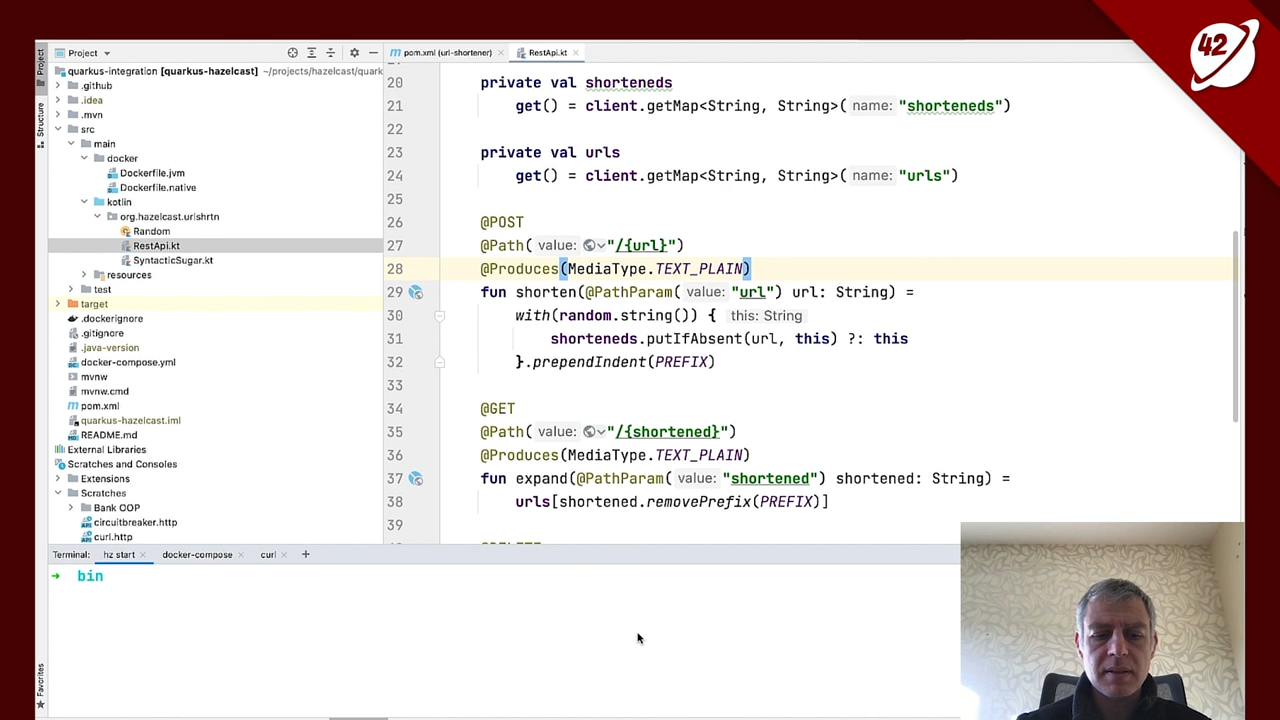 42
Project
pom.xml (url-shortener)
RestApi.kt
Project
Structure
Favorites
quarkus-integration [quarkus-hazelcast] ~/projects/hazelcast/quark
.github
.idea
.mvn
src
main
docker
Dockerfile.jvm
Dockerfile.native
kotlin
org.hazelcast.urlshrtn
Random
RestApi.kt
SyntacticSugar.kt
resources
test
target
.dockerignore
.gitignore
.java-version
docker-compose.yml
mvnw
mvnw.cmd
pom.xml
quarkus-hazelcast.iml
README.md
External Libraries
Scratches and Consoles
Extensions
Scratches
Bank OOP
circuitbreaker.http
curl.http
20 private val shorteneds
21 get() = client.getMap<String, String>( name: "shorteneds")
22
23 private val urls
24 get() = client.getMap<String, String>( name: "urls")
25
26 @POST
27 @Path( value: "/{url}")
28 @Produces(MediaType.TEXT_PLAIN)
29 fun shorten(@PathParam( value: "url") url: String) =
30 with(random.string()) { this: String
31 shorteneds.putIfAbsent(url, this) ?: this
32 }.prependIndent(PREFIX)
33
34 @GET
35 @Path( value: "/{shortened}")
36 @Produces(MediaType.TEXT_PLAIN)
37 fun expand(@PathParam( value: "shortened") shortened: String) =
38 urls[shortened.removePrefix(PREFIX)]
39
Terminal: hz start docker-compose curl
→ bin